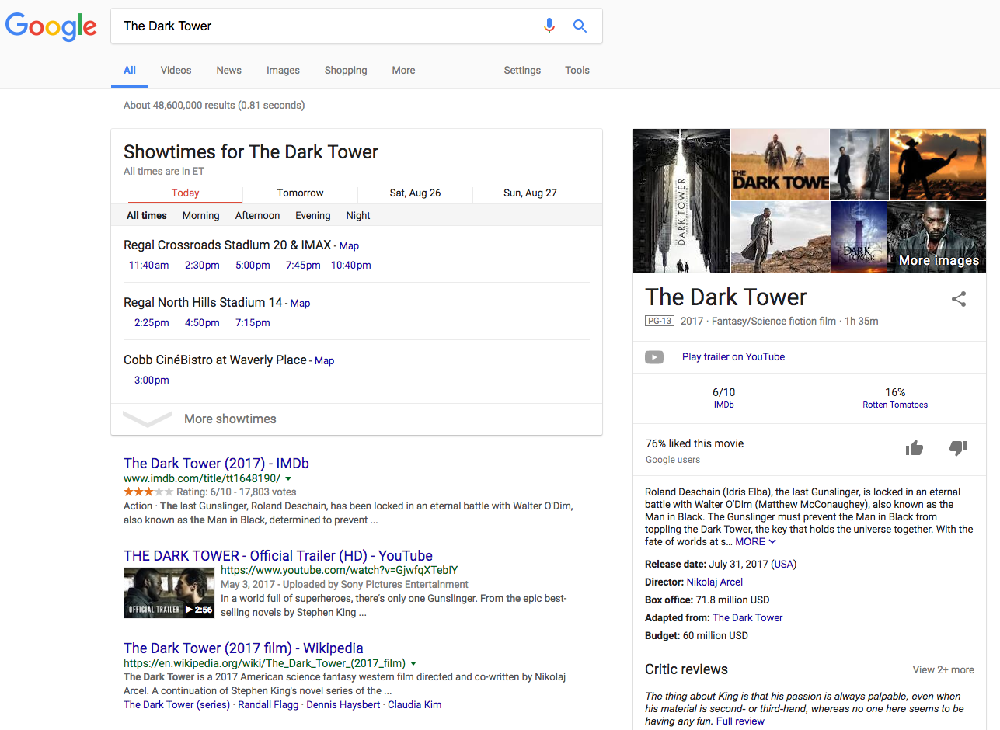 Google
The Dark Tower
All Videos News Images Shopping More Settings Tools
About 48,600,000 results (0.81 seconds)
Showtimes for The Dark Tower
All times are in ET
Today Tomorrow Sat, Aug 26 Sun, Aug 27
All times Morning Afternoon Evening Night
Regal Crossroads Stadium 20 & IMAX - Map
11:40am 2:30pm 5:00pm 7:45pm 10:40pm
Regal North Hills Stadium 14 - Map
2:25pm 4:50pm 7:15pm
Cobb CinéBistro at Waverly Place - Map
3:00pm
More showtimes
The Dark Tower (2017) - IMDb
www.imdb.com/title/tt1648190/
Rating: 6/10 - 17,803 votes
Action · The last Gunslinger, Roland Deschain, has been locked in an eternal battle with Walter O'Dim,
also known as the Man in Black, determined to prevent ...
THE DARK TOWER - Official Trailer (HD) - YouTube
https://www.youtube.com/watch?v=GjwfqXTebIY
May 3, 2017 - Uploaded by Sony Pictures Entertainment
In a world full of superheroes, there's only one Gunslinger. From the epic best-
selling novels by Stephen King ...
OFFICIAL TRAILER 2:56
The Dark Tower (2017 film) - Wikipedia
https://en.wikipedia.org/wiki/The_Dark_Tower_(2017_film)
The Dark Tower is a 2017 American science fantasy western film directed and co-written by Nikolaj
Arcel. A continuation of Stephen King's novel series of the ...
The Dark Tower (series) · Randall Flagg · Dennis Haysbert · Claudia Kim
DARK TOWER
THE
DARK TOWE
DARK TOWER
DARK
TOWER
More images
The Dark Tower
PG-13 2017 · Fantasy/Science fiction film · 1h 35m
Play trailer on YouTube
6/10 16%
IMDb Rotten Tomatoes
76% liked this movie
Google users
Roland Deschain (Idris Elba), the last Gunslinger, is locked in an eternal
battle with Walter O'Dim (Matthew McConaughey), also known as the
Man in Black. The Gunslinger must prevent the Man in Black from
toppling the Dark Tower, the key that holds the universe together. With the
fate of worlds at s... MORE
Release date: July 31, 2017 (USA)
Director: Nikolaj Arcel
Box office: 71.8 million USD
Adapted from: The Dark Tower
Budget: 60 million USD
Critic reviews View 2+ more
The thing about King is that his passion is always palpable, even when
his material is second- or third-hand, whereas no one here seems to be
having any fun. Full review